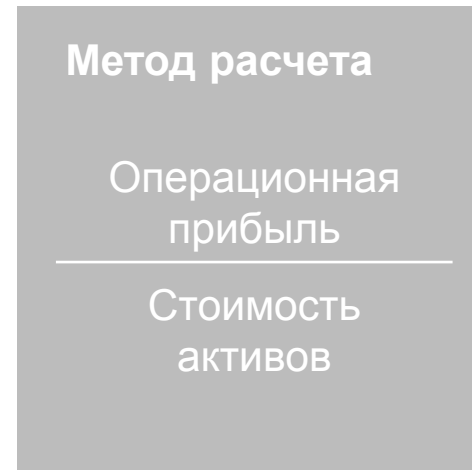 Метод расчета
Операционная
прибыль
Стоимость
активов